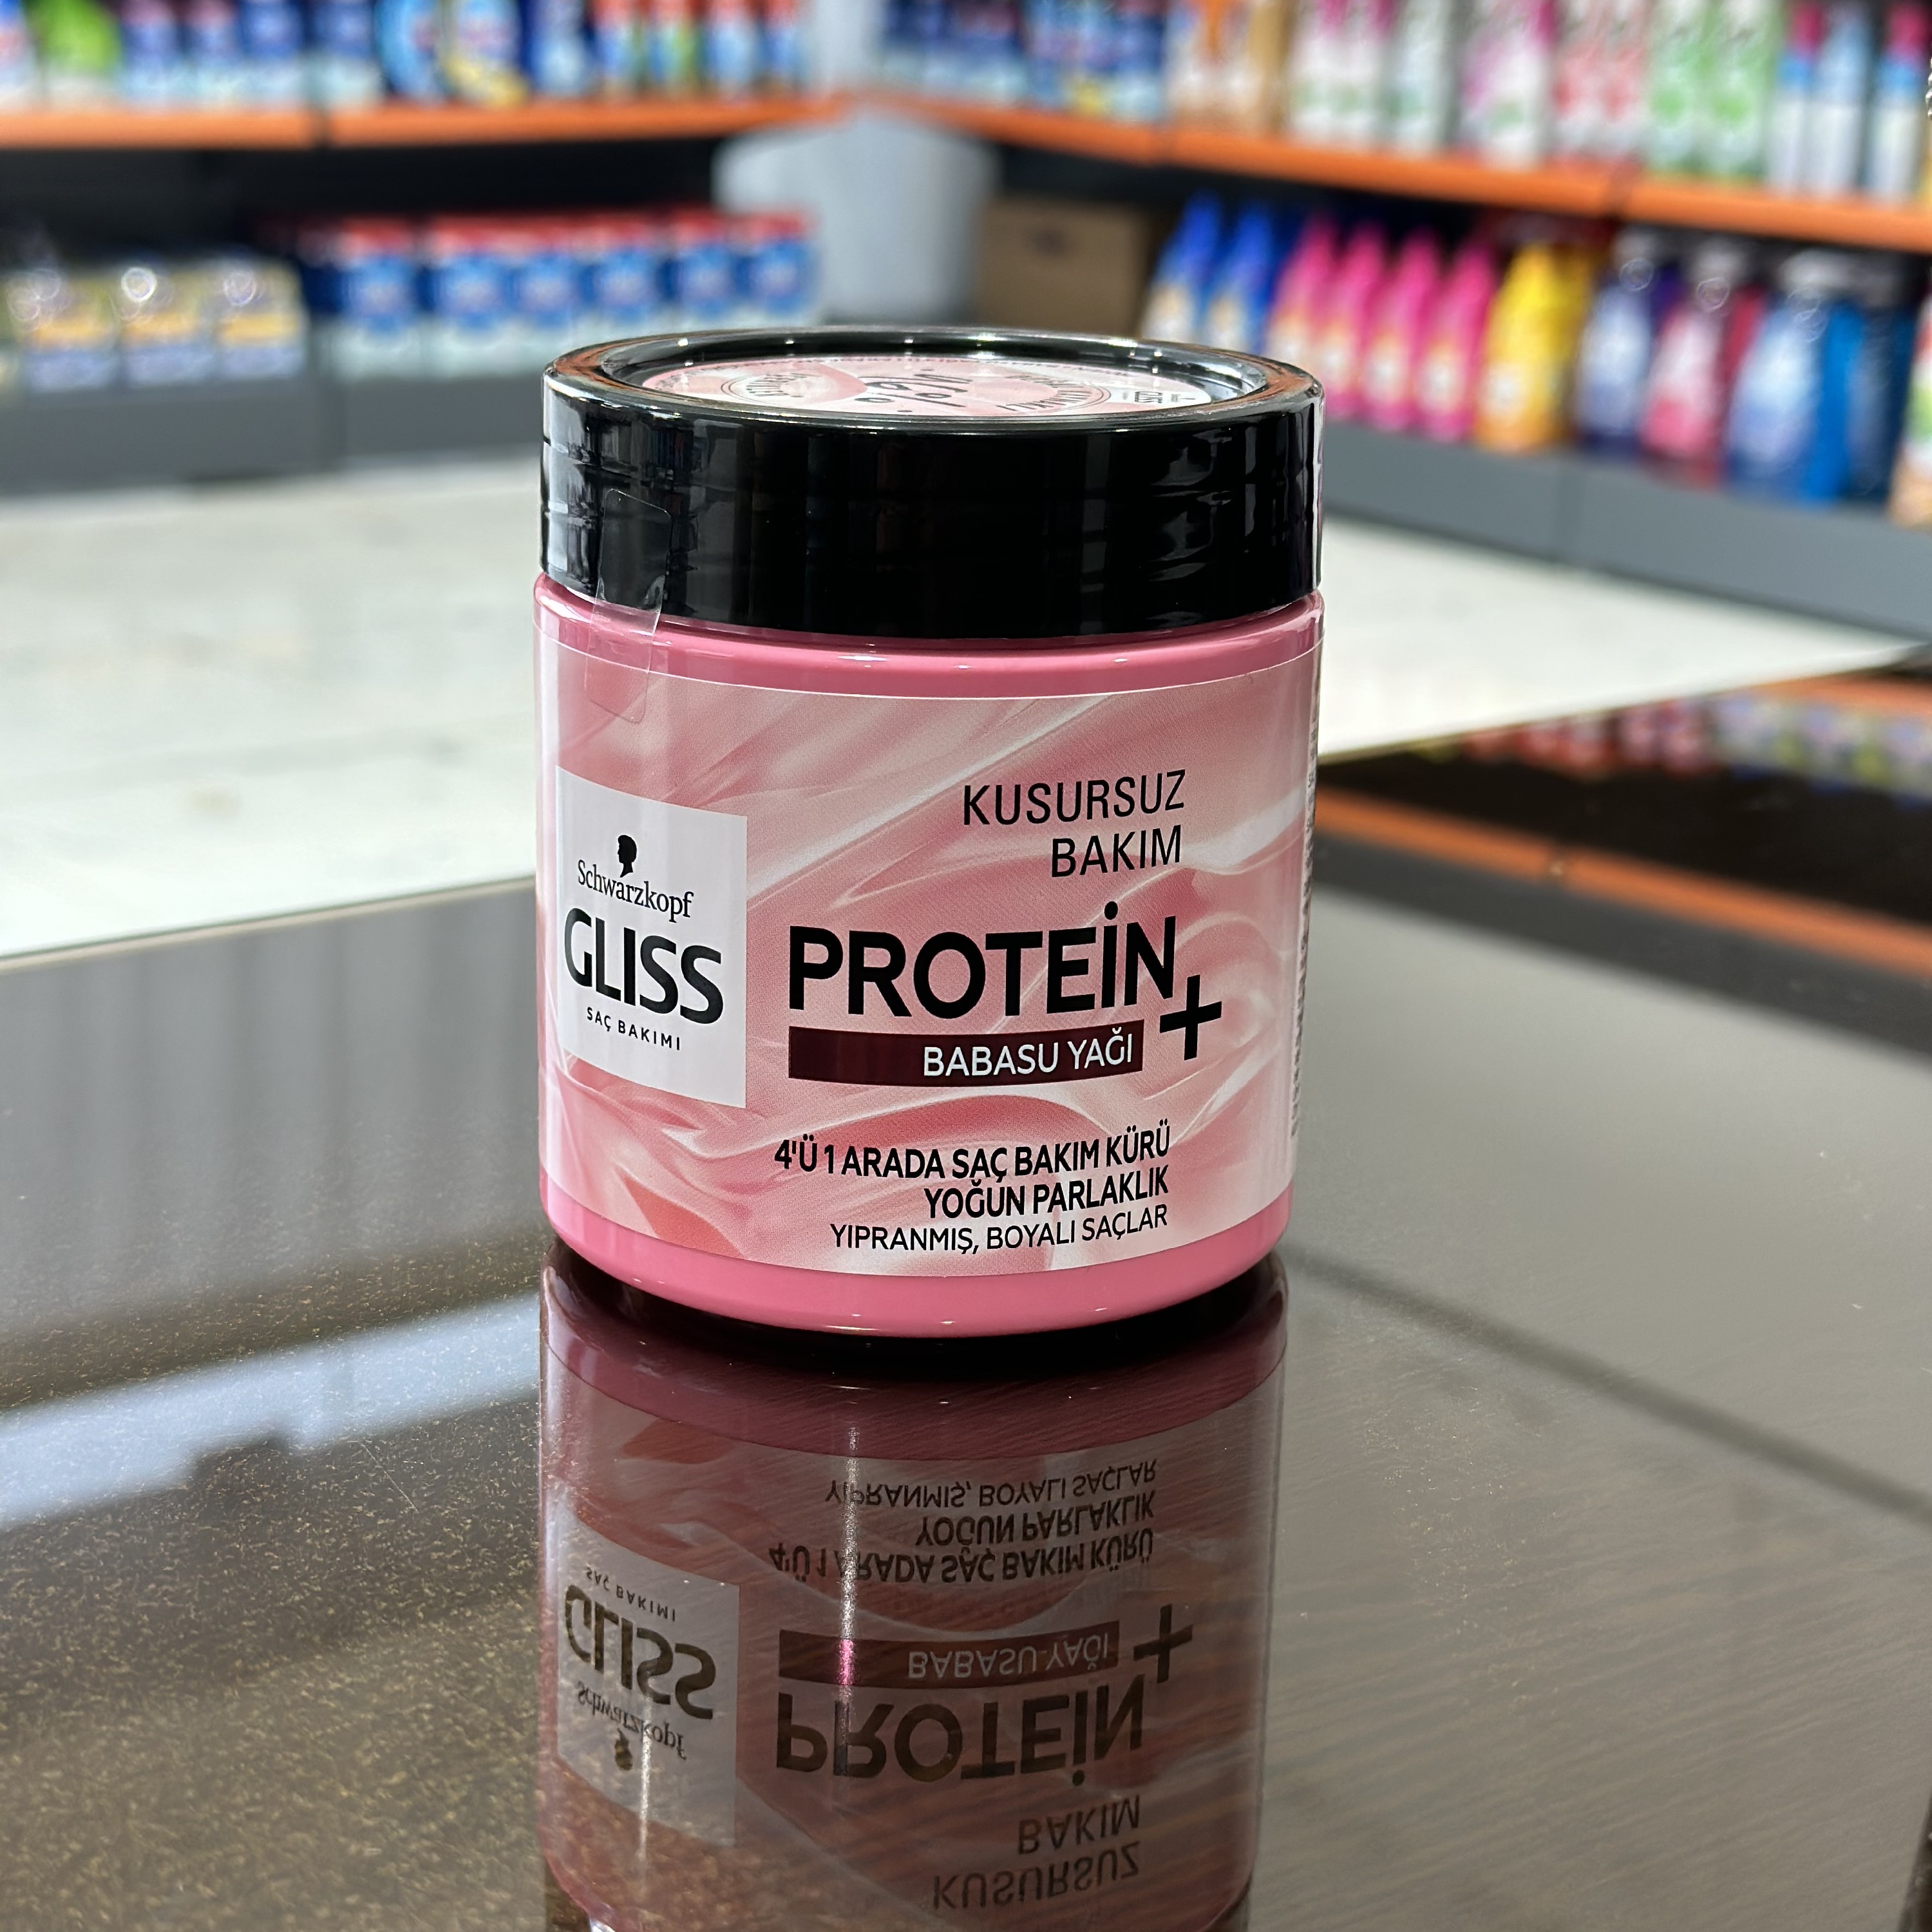 Schwarzkopf
GLISS
SAÇ BAKIMI
KUSURSUZ
BAKIM
PROTEİN+
BABASU YAĞI
4'Ü 1 ARADA SAÇ BAKIM KÜRÜ
YOĞUN PARLAKLIK
YIPRANMIŞ, BOYALI SAÇLAR